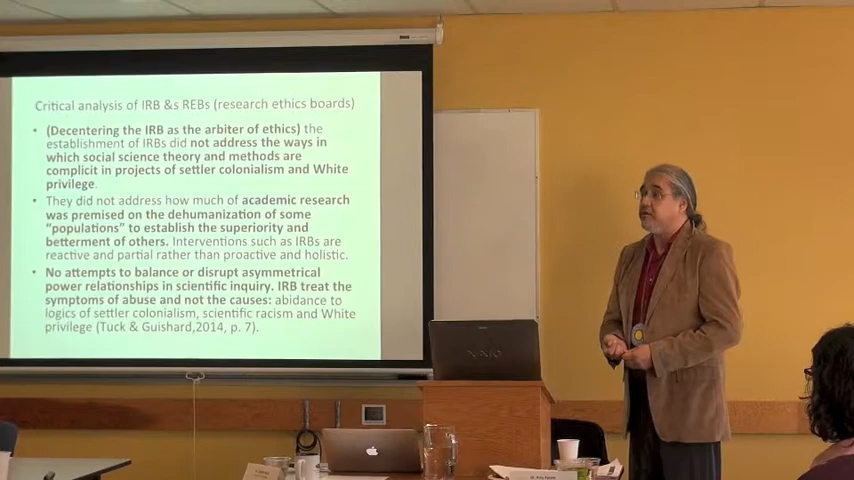 Critical analysis of IRB &s REBs (research ethics boards)
• (Decentering the IRB as the arbiter of ethics) the
establishment of IRBs did not address the ways in
which social science theory and methods are
complicit in projects of settler colonialism and White
privilege.
• They did not address how much of academic research
was premised on the dehumanization of some
"populations" to establish the superiority and
betterment of others. Interventions such as IRBs are
reactive and partial rather than proactive and holistic.
• No attempts to balance or disrupt asymmetrical
power relationships in scientific inquiry. IRB treat the
symptoms of abuse and not the causes: abidance to
logics of settler colonialism, scientific racism and White
privilege (Tuck & Guishard,2014, p. 7).
VAIO